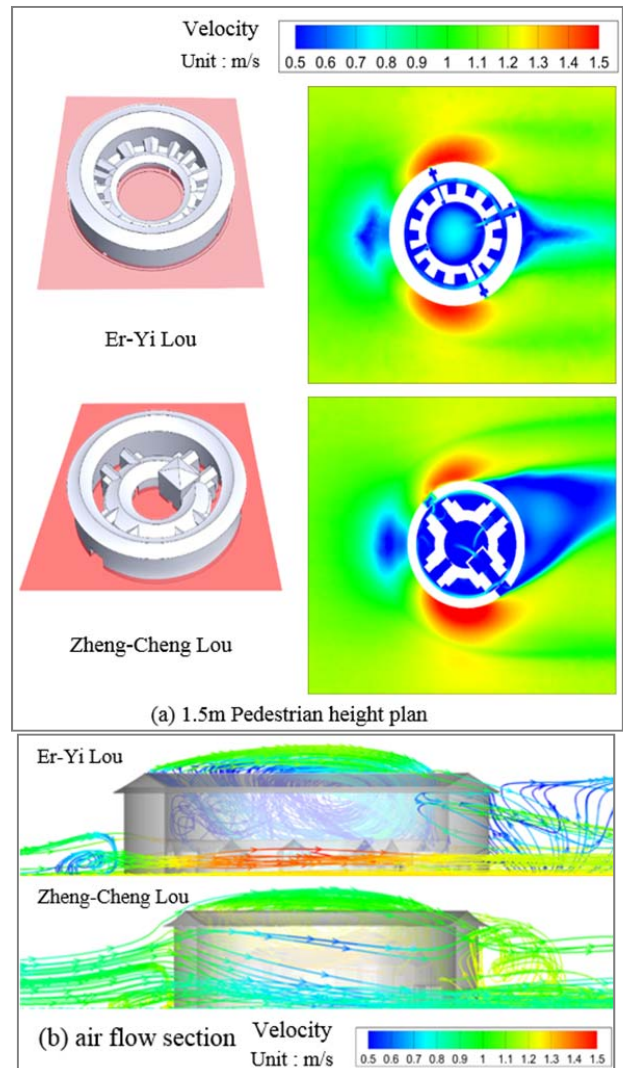 Velocity
Unit : m/s
0.5 0.6 0.7 0.8 0.9 1 1.1 1.2 1.3 1.4 1.5
Er-Yi Lou
Zheng-Cheng Lou
(a) 1.5m Pedestrian height plan
Er-Yi Lou
Zheng-Cheng Lou
(b) air flow section
Velocity
Unit : m/s
0.5 0.6 0.7 0.8 0.9 1 1.1 1.2 1.3 1.4 1.5